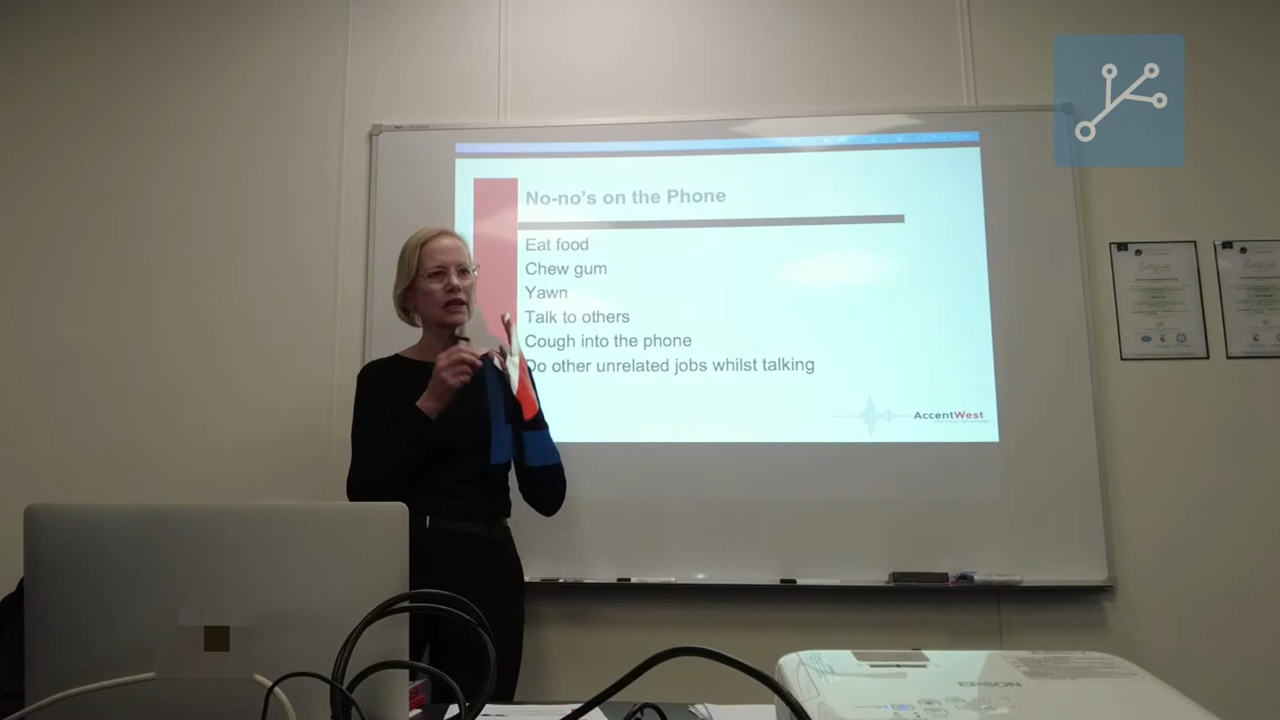 No-no's on the Phone
Eat food
Chew gum
Yawn
Talk to others
Cough into the phone
Do other unrelated jobs whilst talking
AccentWest
EPSON